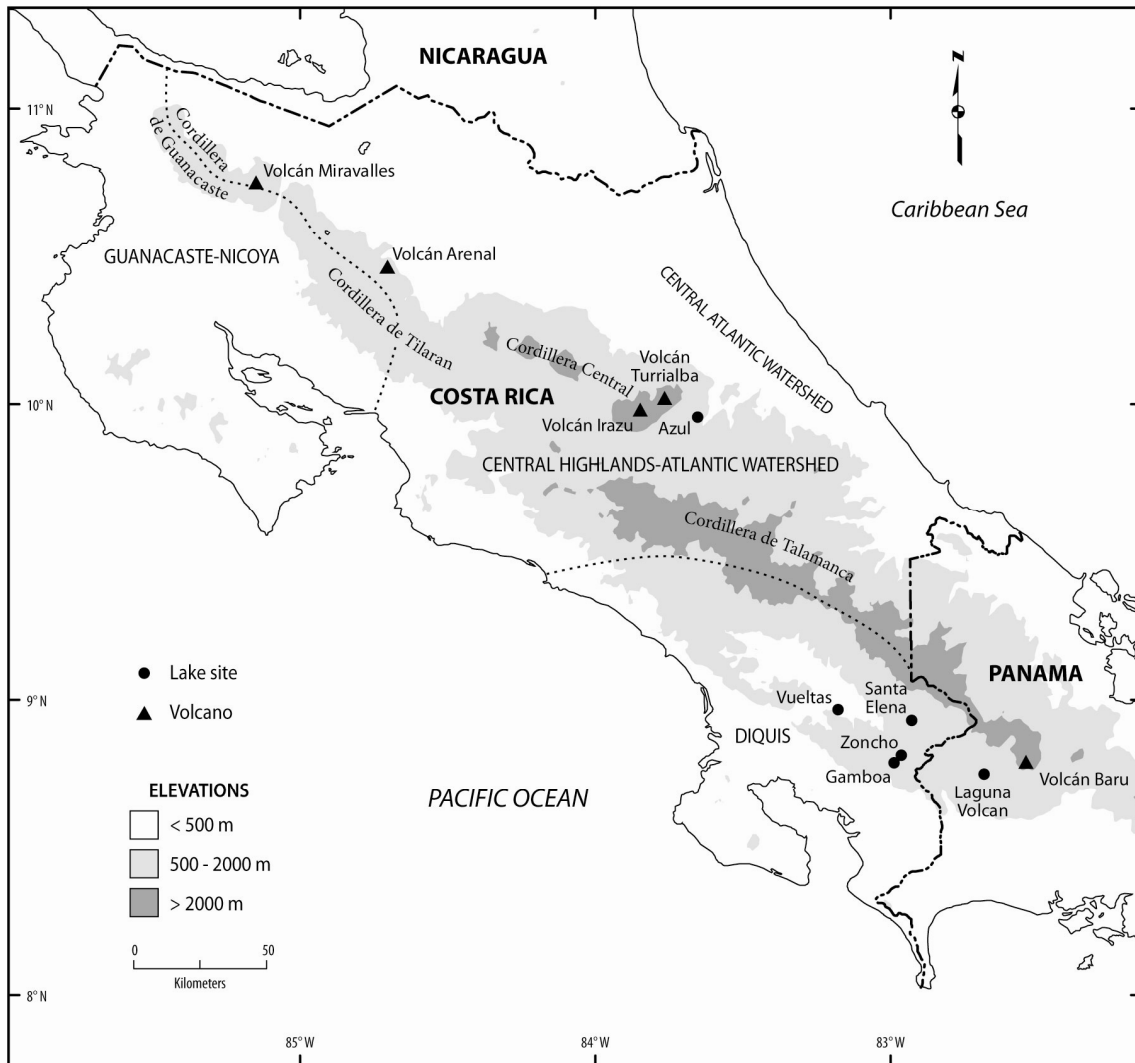 NICARAGUA
11° N
Cordillera
de Guanacaste
Volcán Miravalles
Caribbean Sea
GUANACASTE-NICOYA
Volcán Arenal
Cordillera de Tilaran
CENTRAL ATLANTIC WATERSHED
Cordillera Central
Volcán
Turrialba
10° N
COSTA RICA
Volcán Irazu
Azul
CENTRAL HIGHLANDS-ATLANTIC WATERSHED
Cordillera de Talamanca
Lake site
Volcano
9° N
PANAMA
Vueltas
Santa
Elena
DIQUIS
Zoncho
Gamboa
Laguna
Volcan
Volcán Baru
PACIFIC OCEAN
ELEVATIONS
< 500 m
500 - 2000 m
> 2000 m
0 50
Kilometers
8° N
85° W
84° W
83° W
N